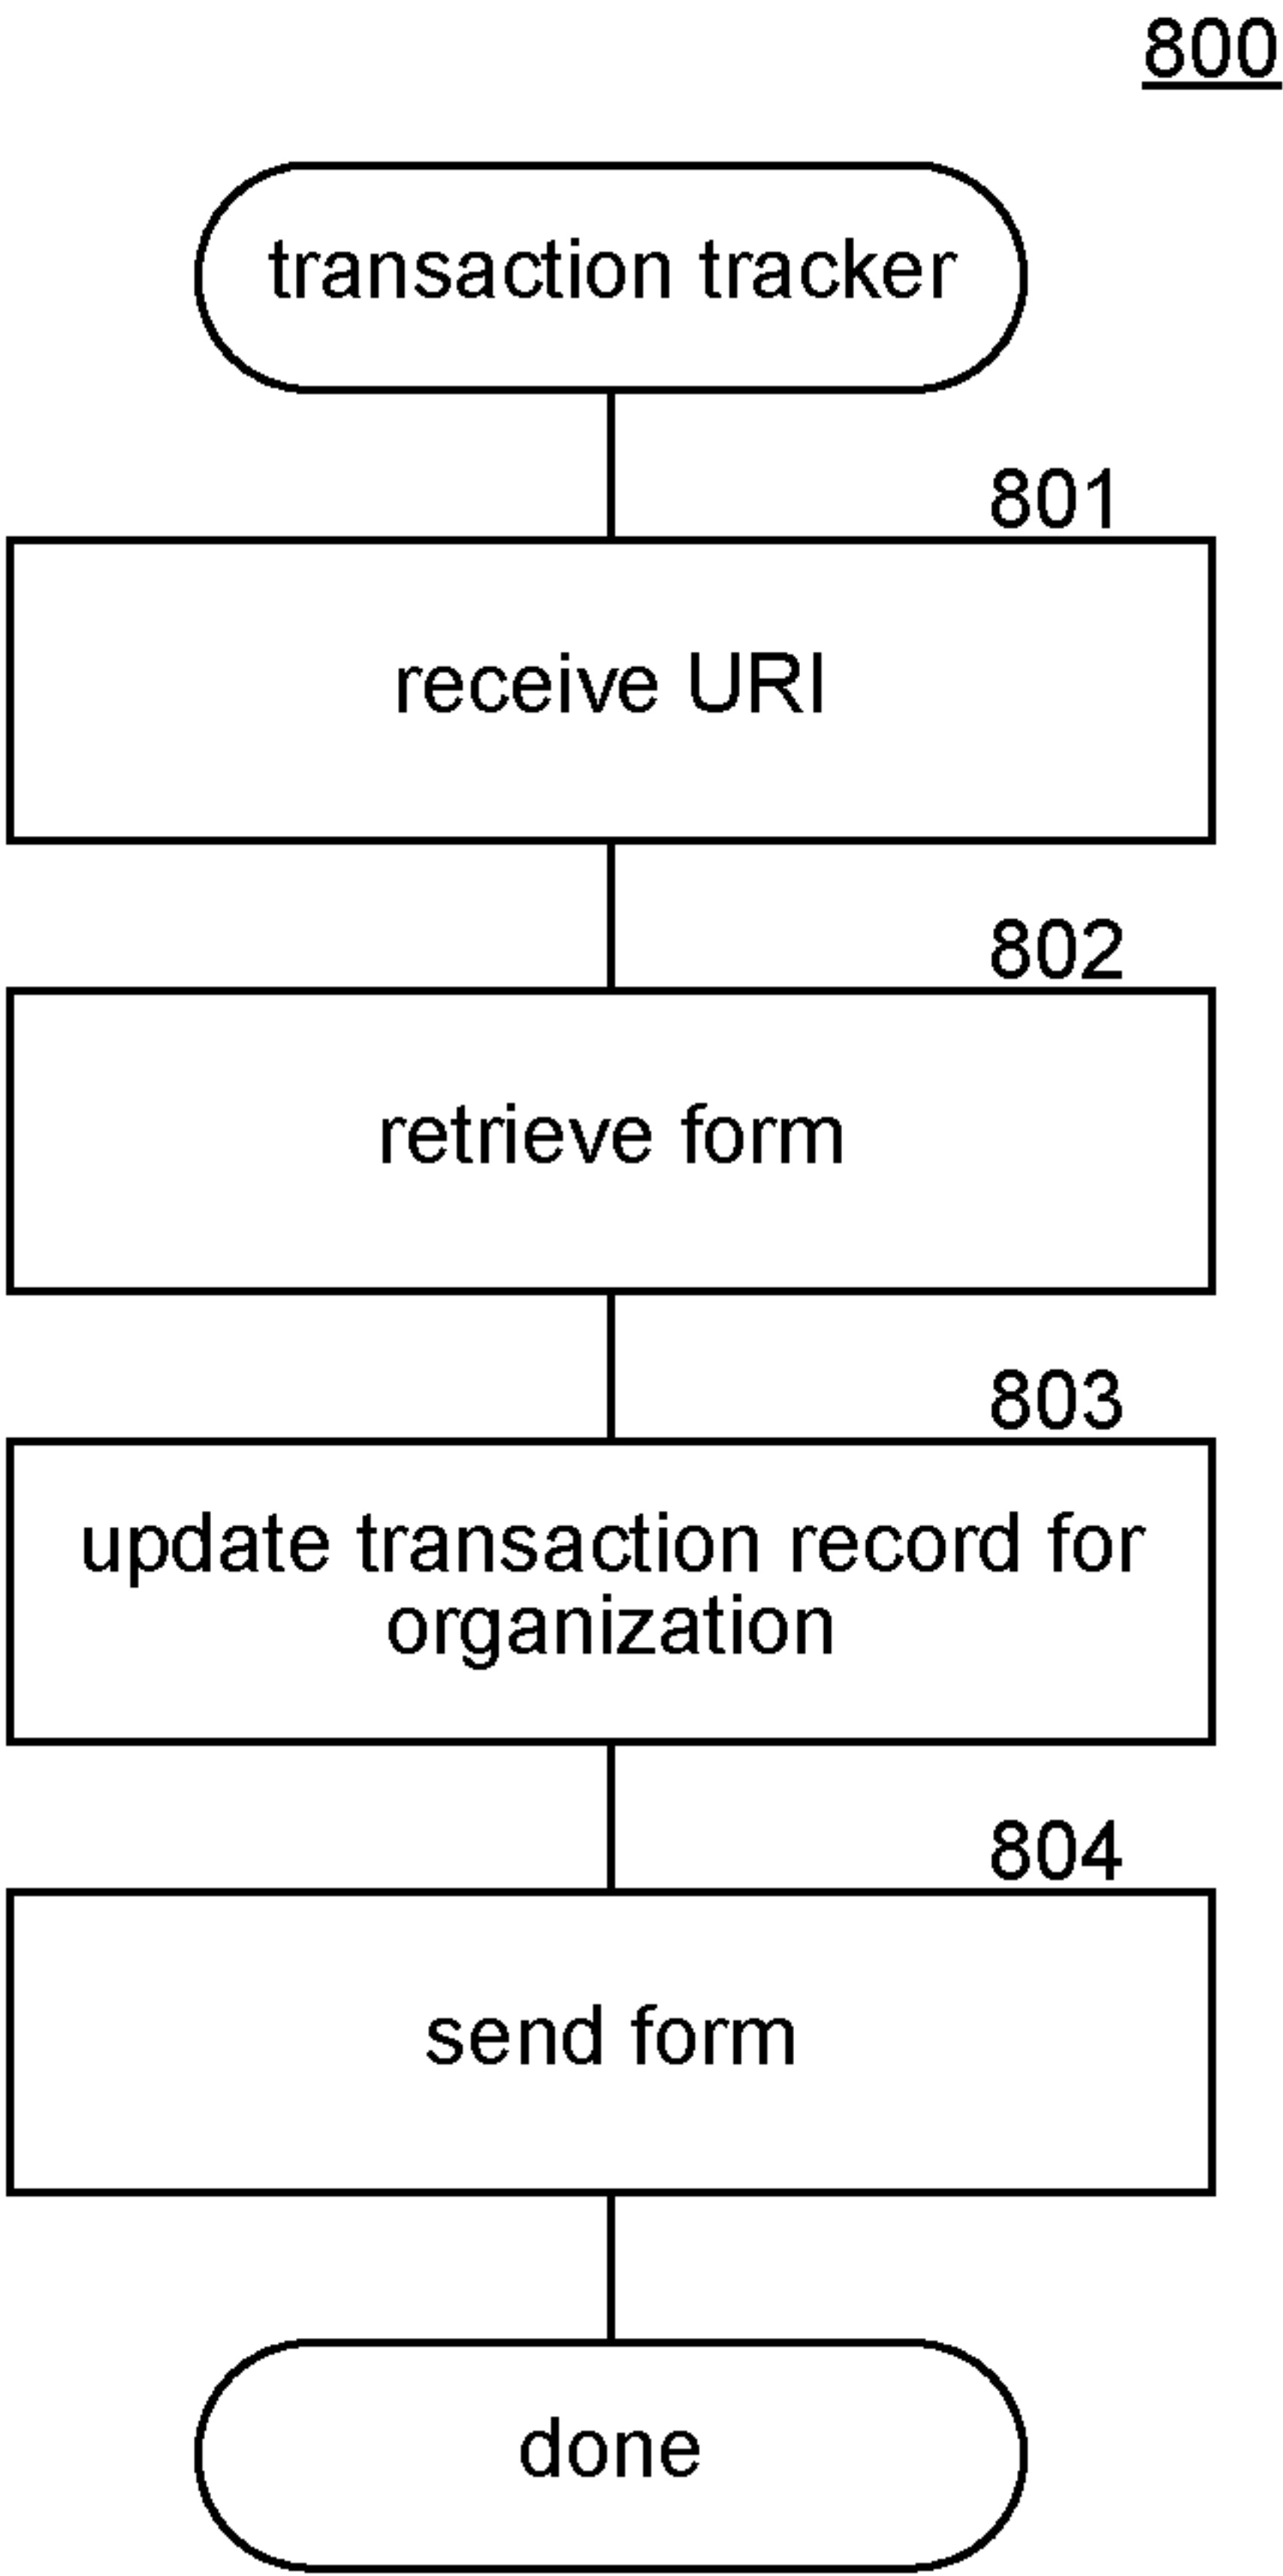 800
transaction tracker
801
receive URI
802
retrieve form
803
update transaction record for
organization
804
send form
done